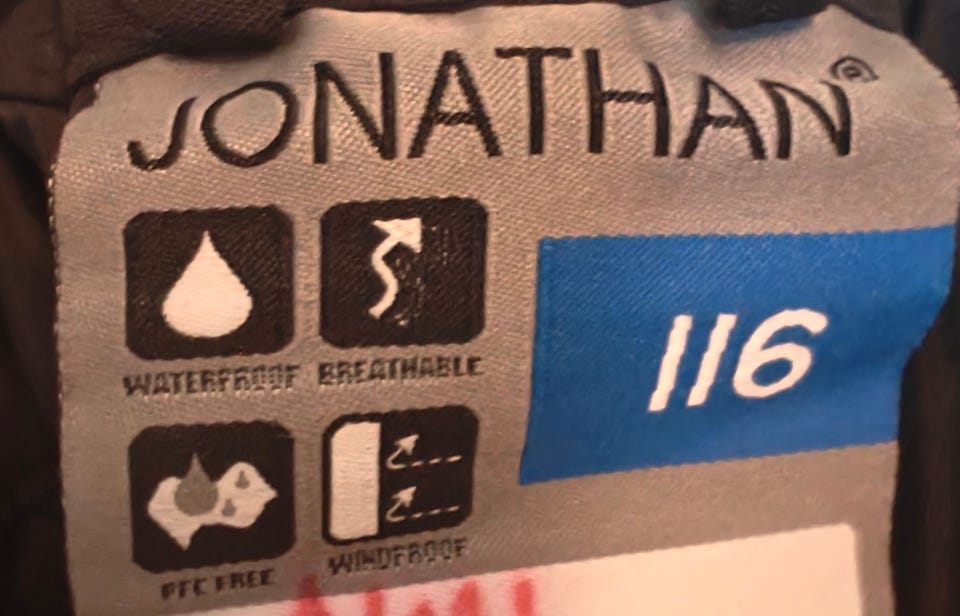 JONATHAN®
WATERPROOF BREATHABLE
116
PFC FREE WINDPROOF